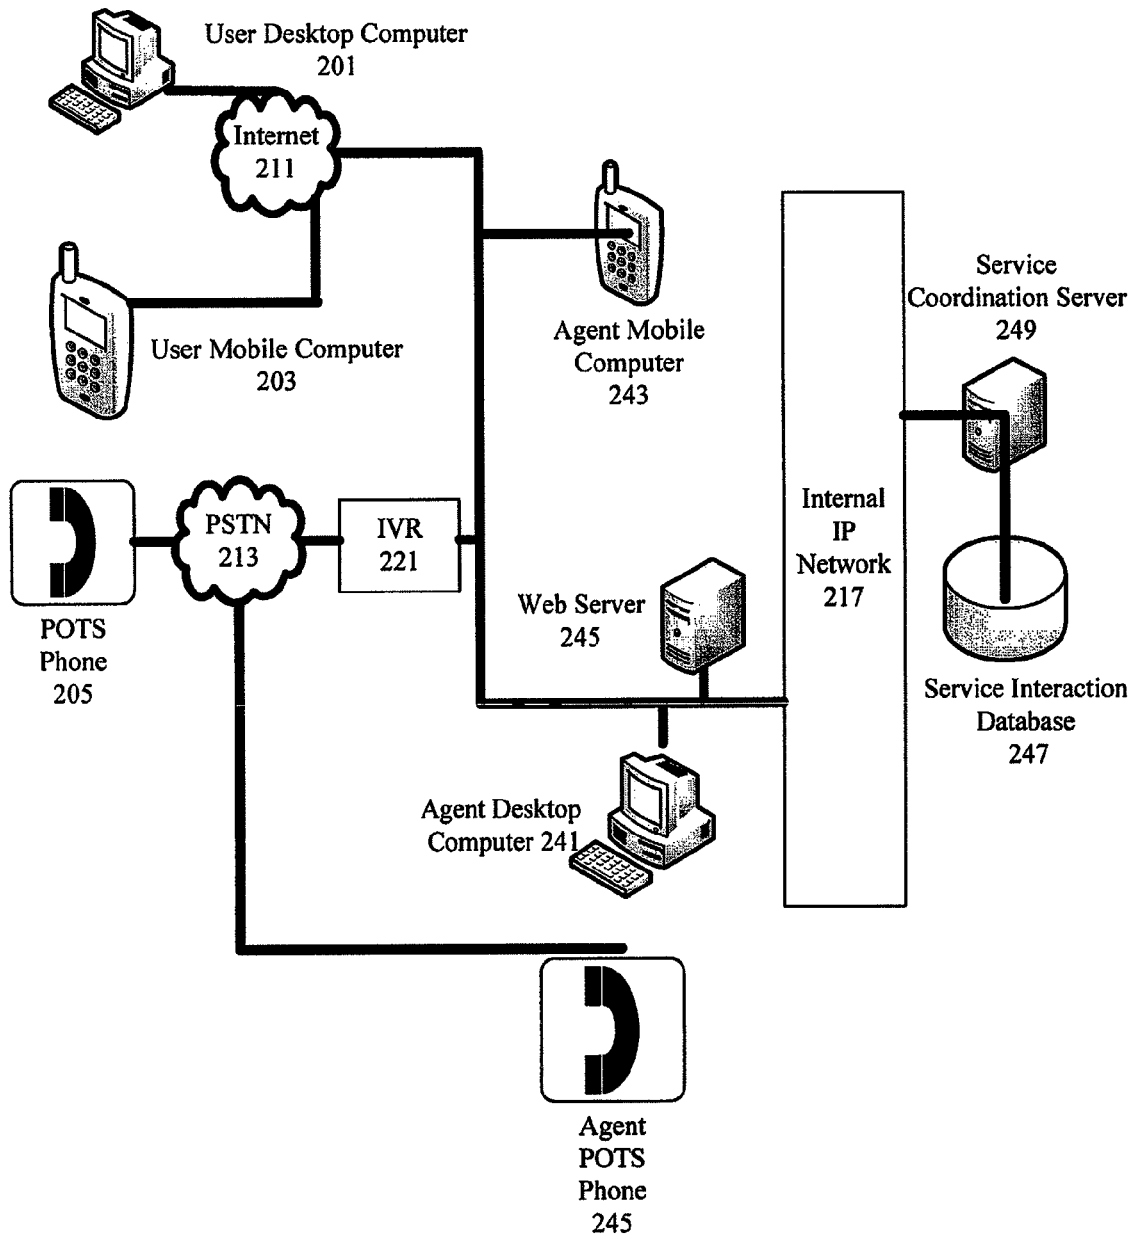 User Desktop Computer
201
Internet
211
User Mobile Computer
203
Agent Mobile
Computer
243
Service
Coordination Server
249
PSTN
213
IVR
221
POTS
Phone
205
Internal
IP
Network
217
Web Server
245
Service Interaction
Database
247
Agent Desktop
Computer 241
Agent
POTS
Phone
245